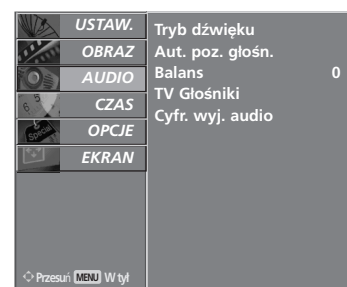 USTAW.
OBRAZ
AUDIO
CZAS
OPCJE
EKRAN
Tryb dźwięku
Aut. poz. głośn.
Balans 0
TV Głośniki
Cyfr. wyj. audio
Przesuń MENU W tył